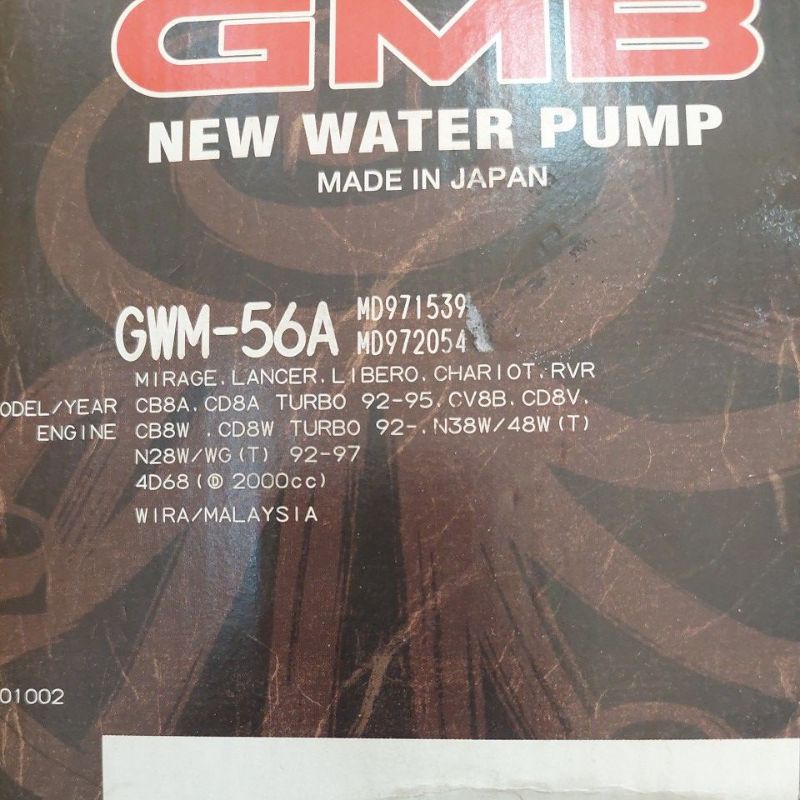 GMB
NEW WATER PUMP
MADE IN JAPAN
GWM-56A MD971539
MD972054
MIRAGE.LANCER.LIBERO.CHARIOT.RVR
ODEL/YEAR CB8A.CD8A TURBO 92-95.CV8B.CD8V.
ENGINE CB8W .CD8W TURBO 92-.N38W/48W(T)
N28W/WG(T) 92-97
4D68(Ⓓ 2000cc)
WIRA/MALAYSIA
01002